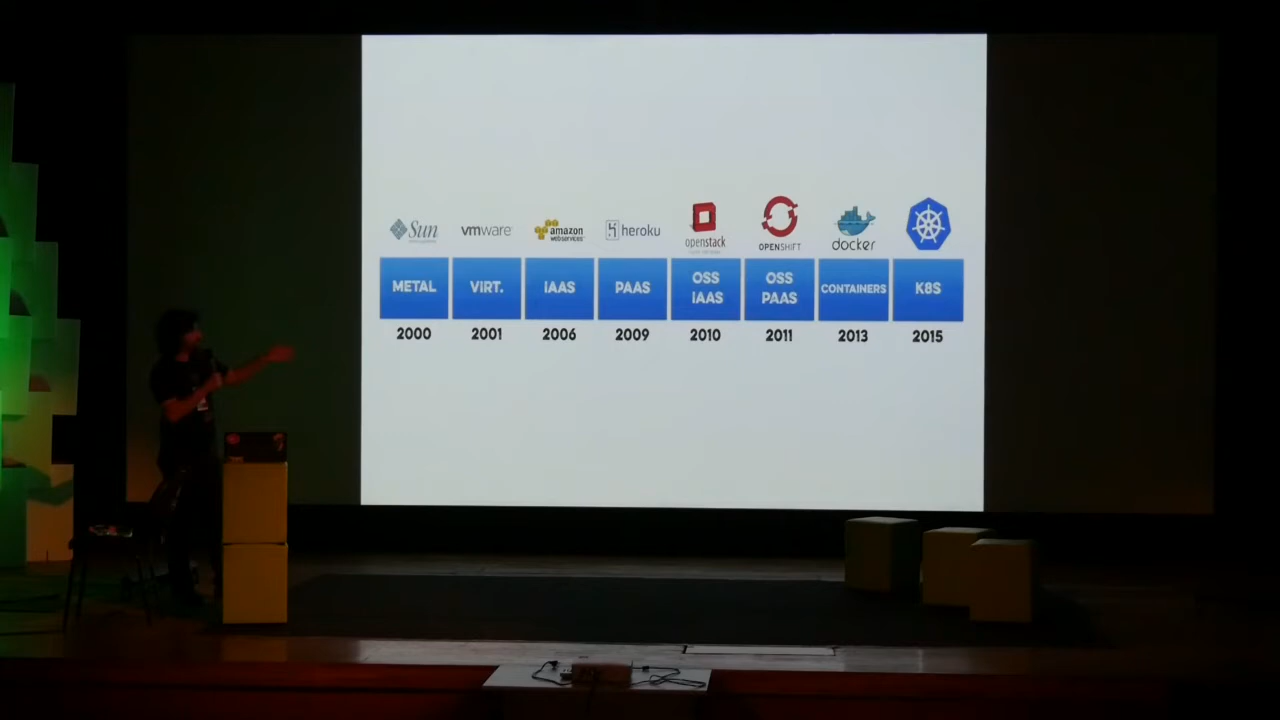 Sun
vmware
amazon
webservices
heroku
openstack
OPENSHIFT
docker
METAL
VIRT.
IAAS
PAAS
OSS
IAAS
OSS
PAAS
CONTAINERS
K8S
2000
2001
2006
2009
2010
2011
2013
2015